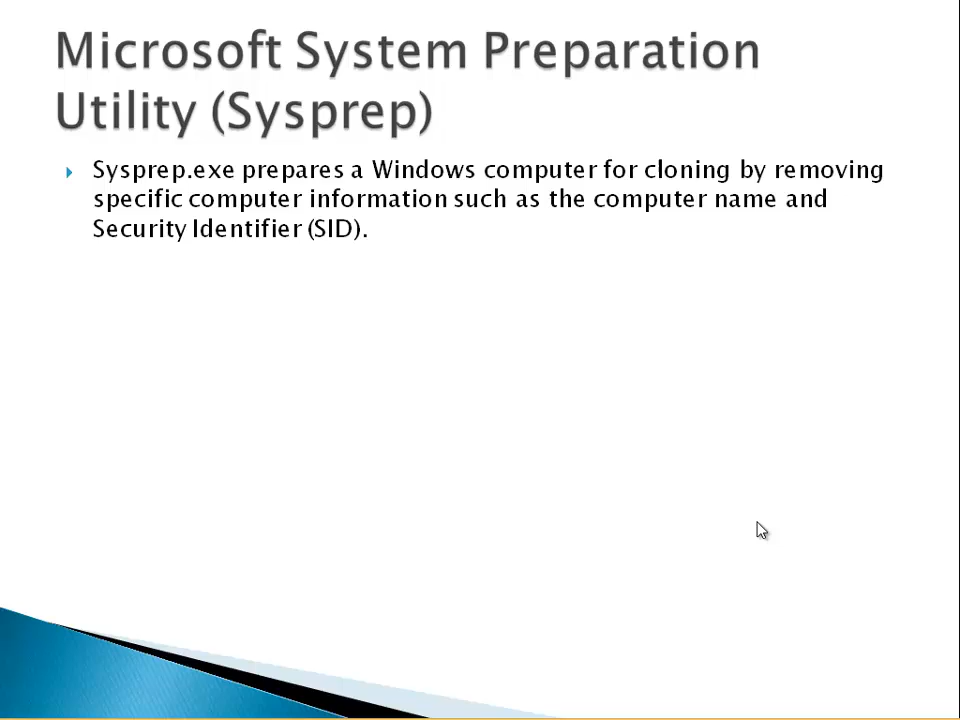 Microsoft System Preparation
Utility (Sysprep)
Sysprep.exe prepares a Windows computer for cloning by removing
specific computer information such as the computer name and
Security Identifier (SID).